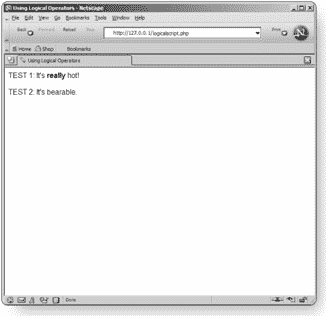 Using Logical Operators - Netscape
File Edit View Go Bookmarks Tools Window Help
Back Forward Reload Stop http://127.0.0.1/logicalscript.php Print
Home Shop Bookmarks
Using Logical Operators
TEST 1: It's really hot!
TEST 2: It's bearable.
Done